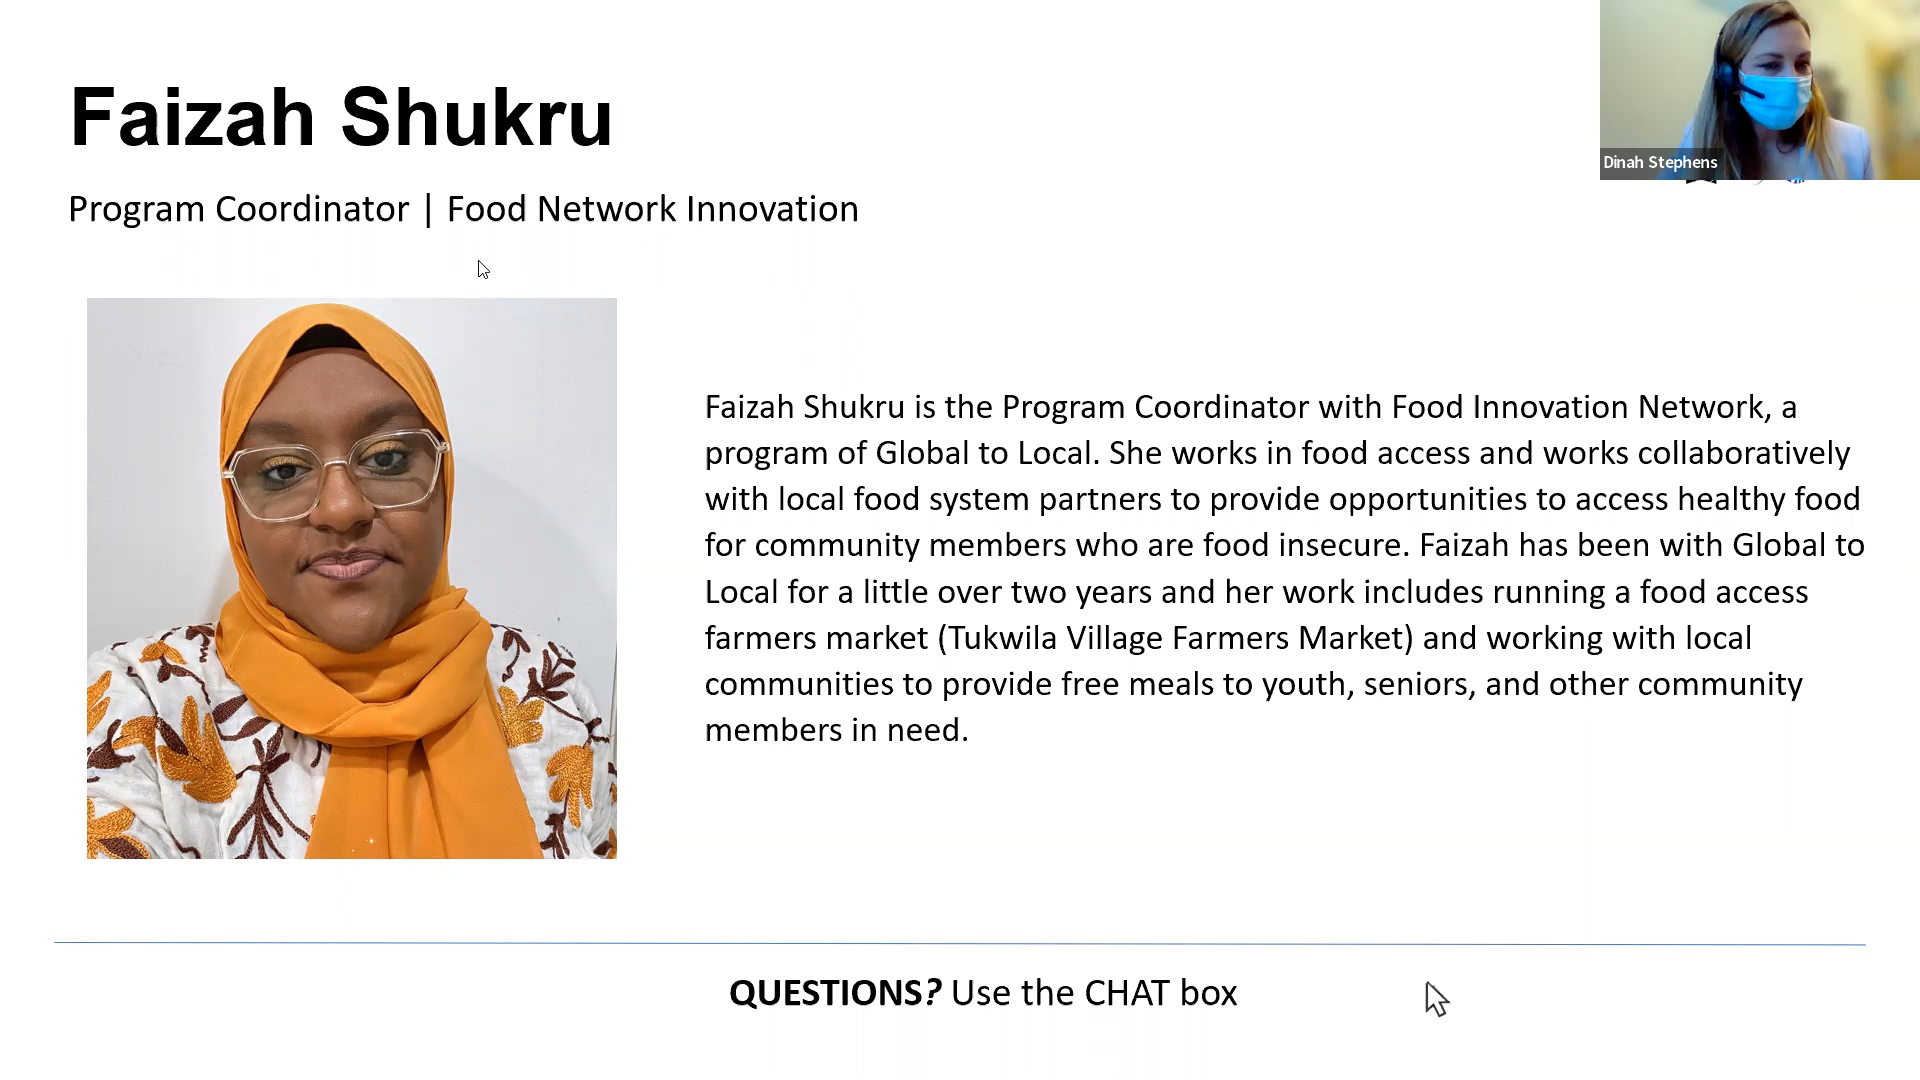 Faizah Shukru
Program Coordinator | Food Network Innovation
Dinah Stephens
Faizah Shukru is the Program Coordinator with Food Innovation Network, a
program of Global to Local. She works in food access and works collaboratively
with local food system partners to provide opportunities to access healthy food
for community members who are food insecure. Faizah has been with Global to
Local for a little over two years and her work includes running a food access
farmers market (Tukwila Village Farmers Market) and working with local
communities to provide free meals to youth, seniors, and other community
members in need.
QUESTIONS? Use the CHAT box